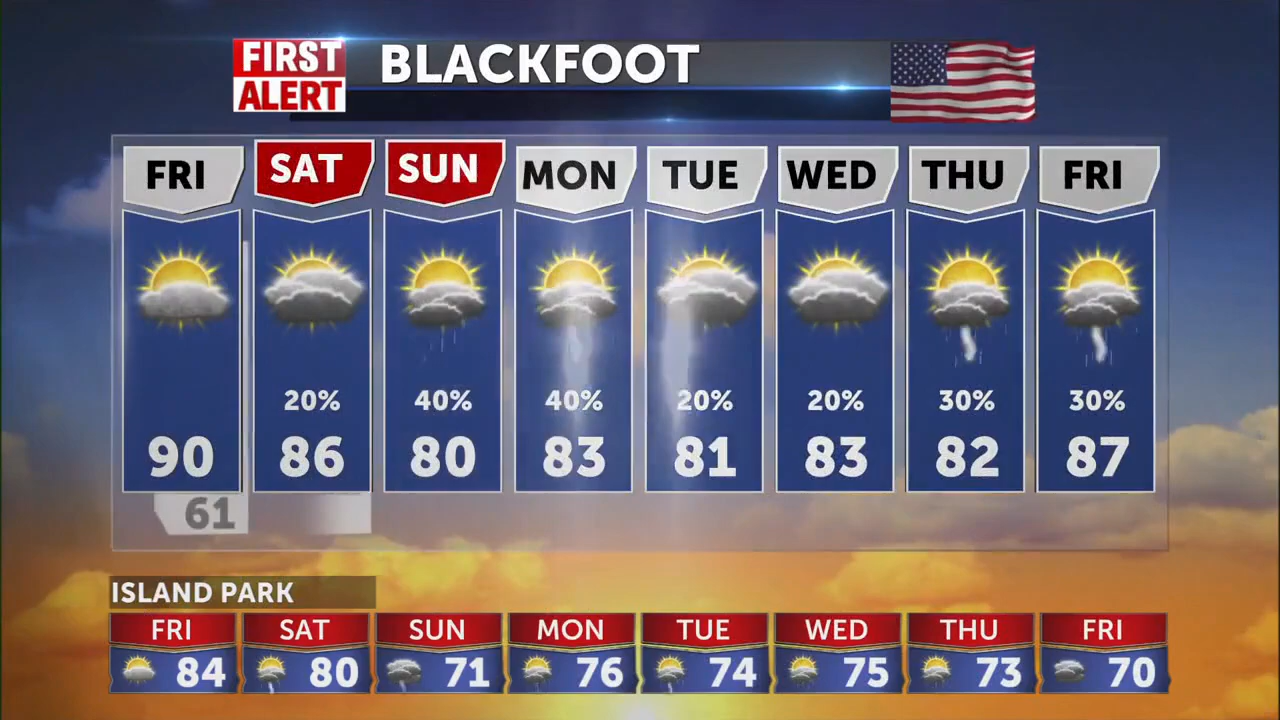 FIRST
ALERT
BLACKFOOT
FRI SAT SUN MON TUE WED THU FRI
20% 40% 40% 20% 20% 30% 30%
90 86 80 83 81 83 82 87
61
ISLAND PARK
FRI SAT SUN MON TUE WED THU FRI
84 80 71 76 74 75 73 70